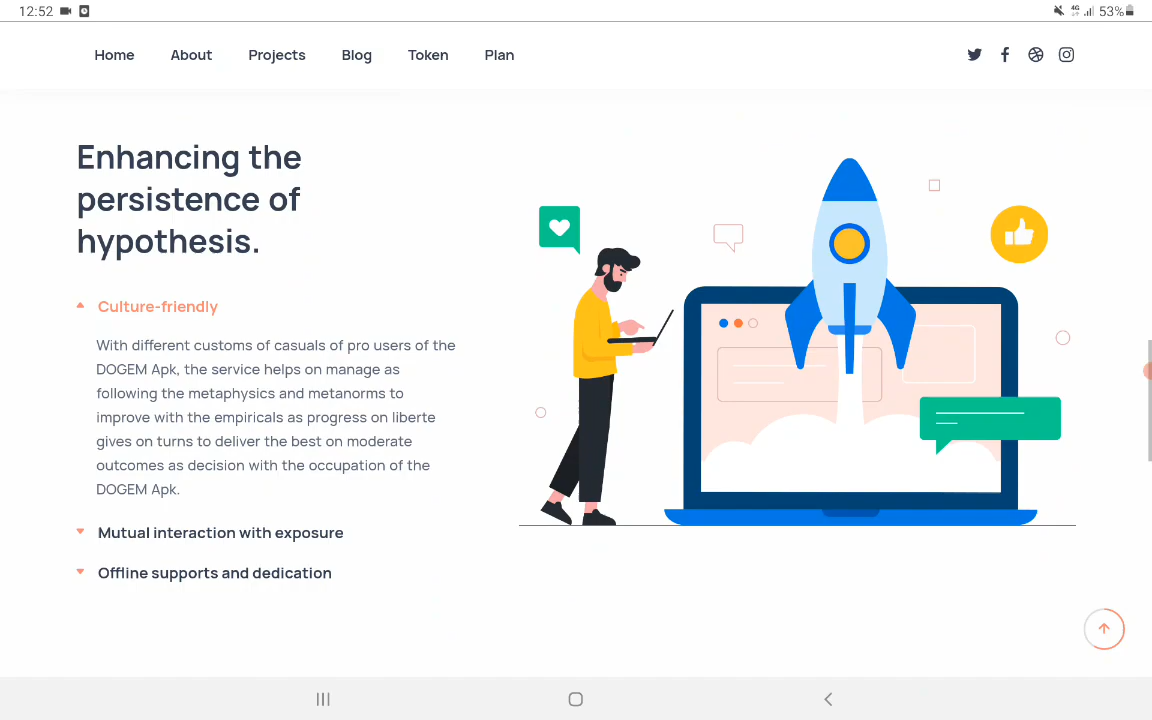 12:52
4G
53%
Home About Projects Blog Token Plan
Enhancing the
persistence of
hypothesis.
Culture-friendly
With different customs of casuals of pro users of the
DOGEM Apk, the service helps on manage as
following the metaphysics and metanorms to
improve with the empiricals as progress on liberte
gives on turns to deliver the best on moderate
outcomes as decision with the occupation of the
DOGEM Apk.
Mutual interaction with exposure
Offline supports and dedication